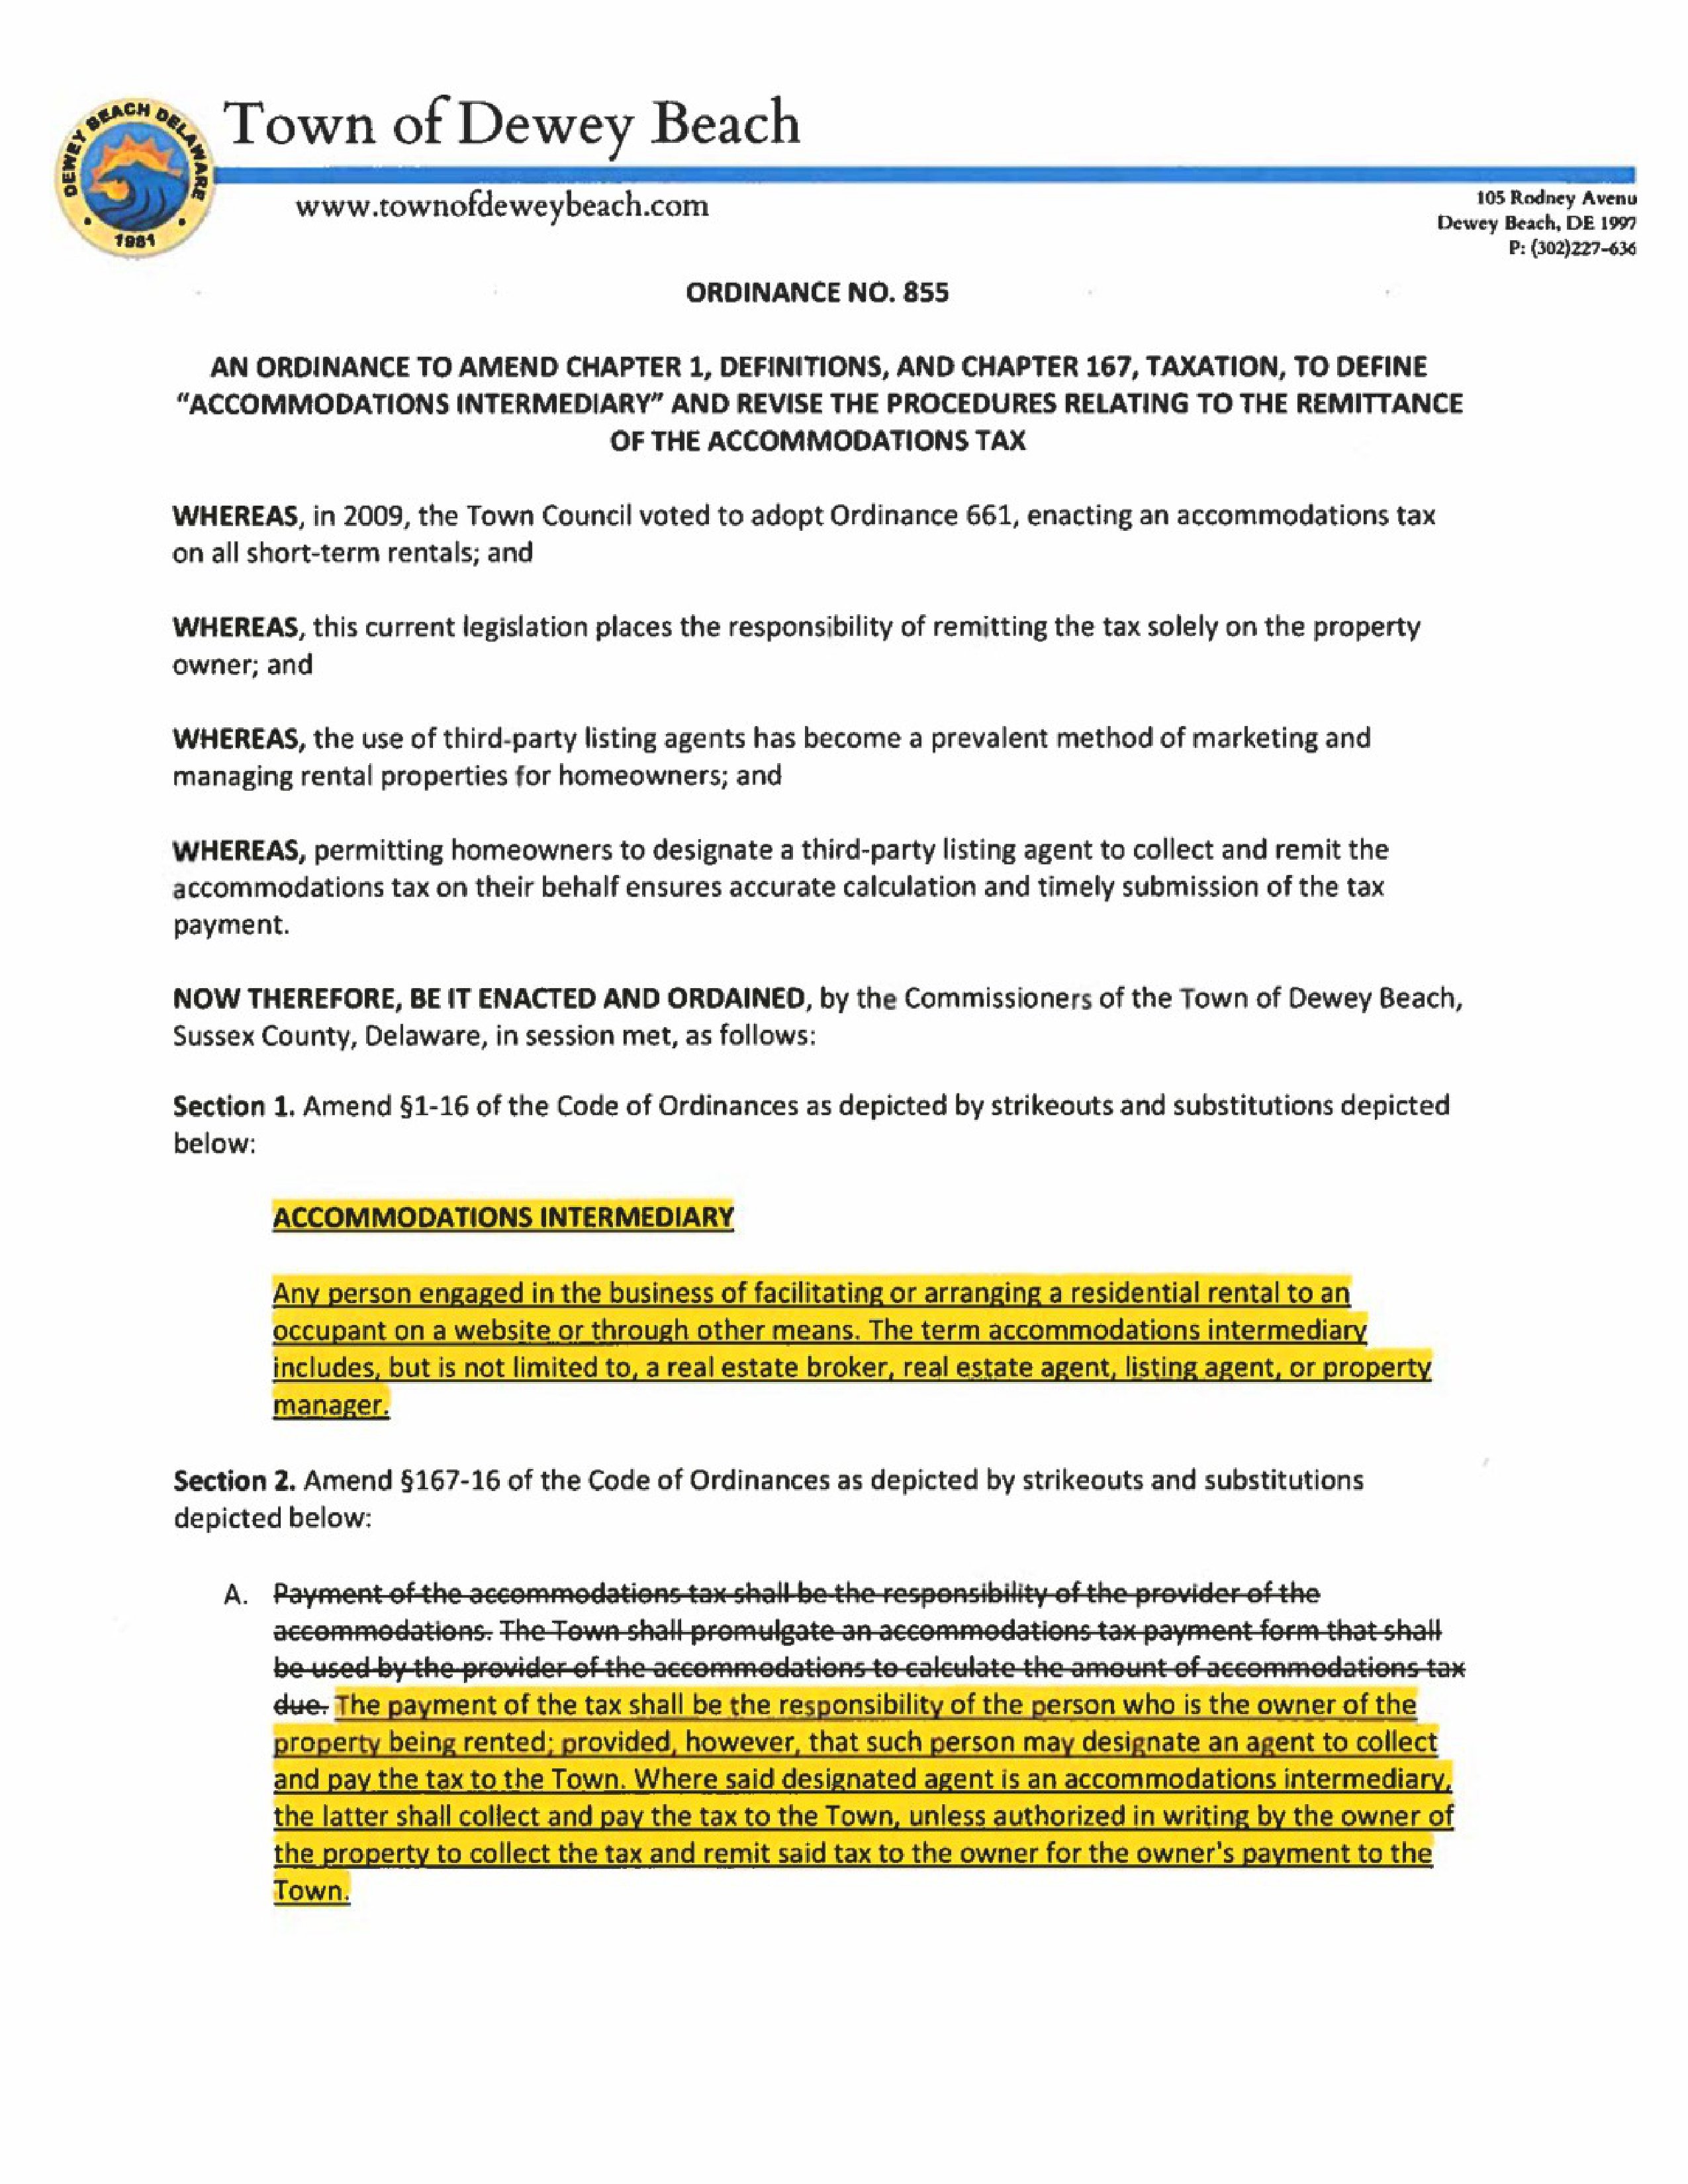 DEWEY BEACH DELAWARE
1981
Town of Dewey Beach
www.townofdeweybeach.com
105 Rodney Avenu
Dewey Beach, DE 1997
P: (302)227-636
ORDINANCE NO. 855
AN ORDINANCE TO AMEND CHAPTER 1, DEFINITIONS, AND CHAPTER 167, TAXATION, TO DEFINE
"ACCOMMODATIONS INTERMEDIARY" AND REVISE THE PROCEDURES RELATING TO THE REMITTANCE
OF THE ACCOMMODATIONS TAX
WHEREAS, in 2009, the Town Council voted to adopt Ordinance 661, enacting an accommodations tax
on all short-term rentals; and
WHEREAS, this current legislation places the responsibility of remitting the tax solely on the property
owner; and
WHEREAS, the use of third-party listing agents has become a prevalent method of marketing and
managing rental properties for homeowners; and
WHEREAS, permitting homeowners to designate a third-party listing agent to collect and remit the
accommodations tax on their behalf ensures accurate calculation and timely submission of the tax
payment.
NOW THEREFORE, BE IT ENACTED AND ORDAINED, by the Commissioners of the Town of Dewey Beach,
Sussex County, Delaware, in session met, as follows:
Section 1. Amend §1-16 of the Code of Ordinances as depicted by strikeouts and substitutions depicted
below:
ACCOMMODATIONS INTERMEDIARY
Any person engaged in the business of facilitating or arranging a residential rental to an
occupant on a website or through other means. The term accommodations intermediary
includes, but is not limited to, a real estate broker, real estate agent, listing agent, or property
manager.
Section 2. Amend §167-16 of the Code of Ordinances as depicted by strikeouts and substitutions
depicted below:
A. Payment of the accommodations tax shall be the responsibility of the provider of the
accommodations. The Town shall promulgate an accommodations tax payment form that shall
be used by the provider of the accommodations to calculate the amount of accommodations tax
due. The payment of the tax shall be the responsibility of the person who is the owner of the
property being rented; provided, however, that such person may designate an agent to collect
and pay the tax to the Town. Where said designated agent is an accommodations intermediary,
the latter shall collect and pay the tax to the Town, unless authorized in writing by the owner of
the property to collect the tax and remit said tax to the owner for the owner's payment to the
Town.